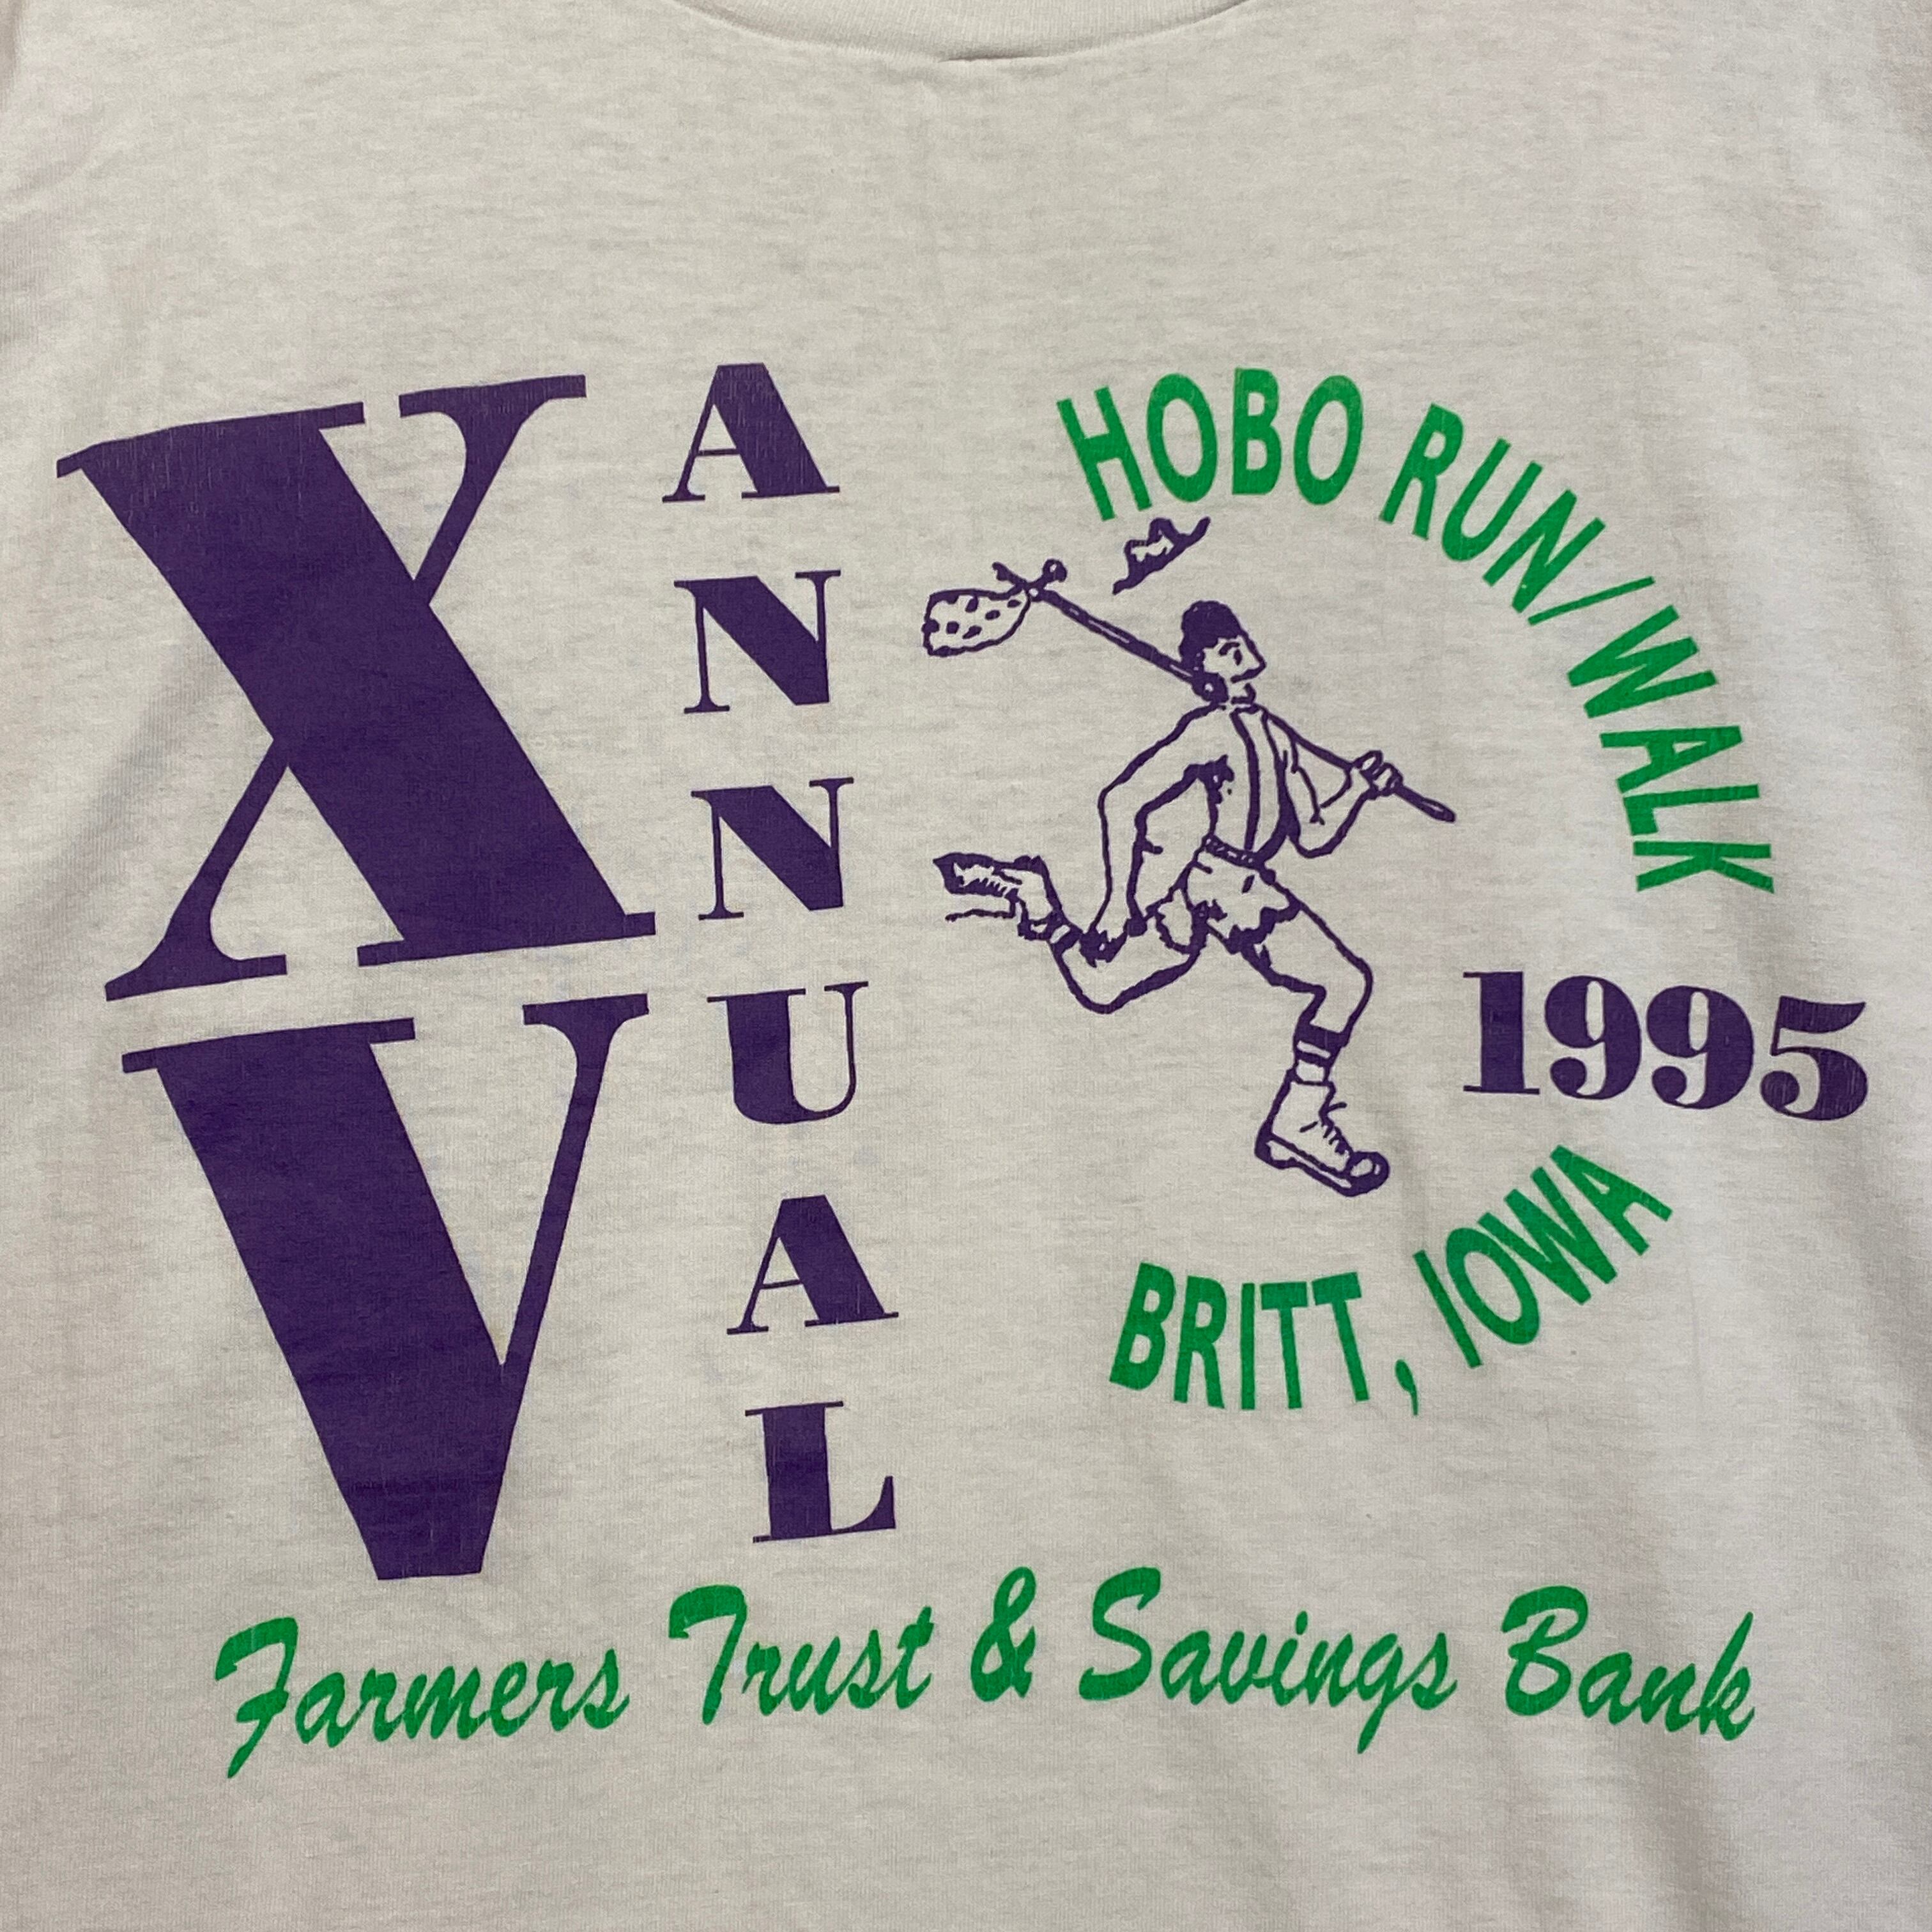 XV
ANNUAL
HOBO RUN/WALK
1995
BRITT, IOWA
Farmers Trust & Savings Bank